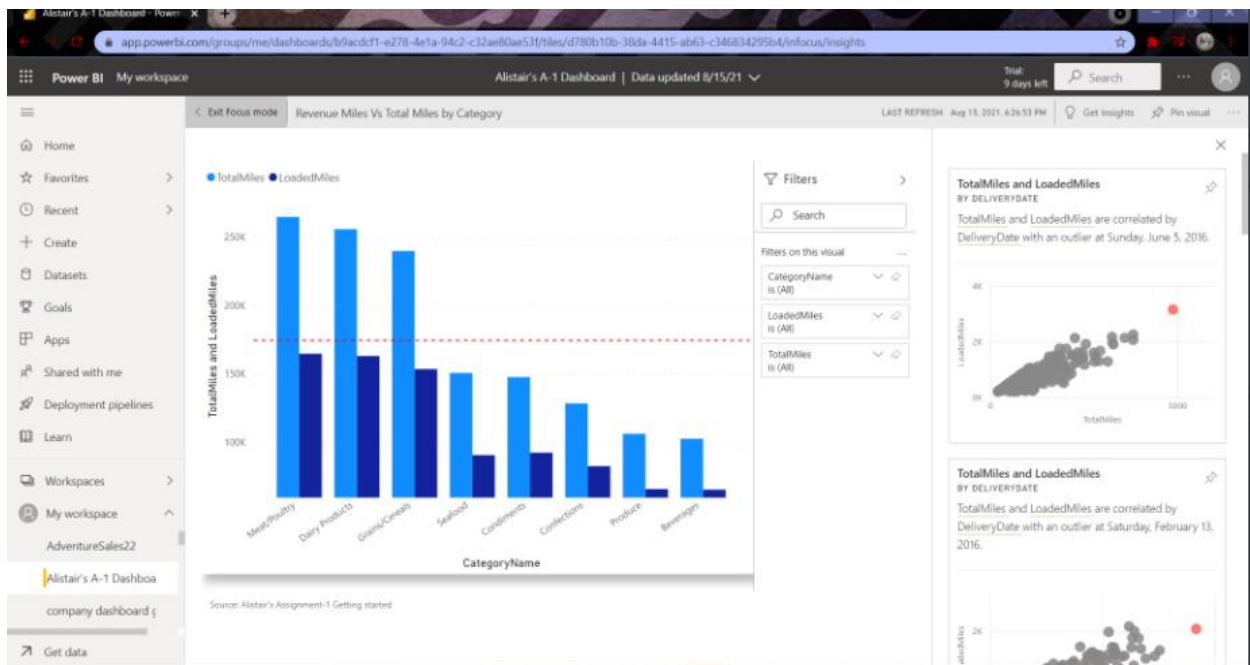 Alistair's A-1 Dashboard - Power
app.powerbi.com/groups/me/dashboards/b9acdcf1-e278-4e1a-94c2-c32ae80ae53f/tiles/d780b10b-38da-4415-ab63-c346834295b4/infocus/insights
Power BI My workspace
Alistair's A-1 Dashboard | Data updated 8/15/21
Trial:
9 days left
Search
Exit Focus mode
Revenue Miles Vs Total Miles by Category
LAST REFRESH: Aug 15, 2021, 6:26:53 PM
Get Insights
Pin visual
Home
Favorites
Recent
Create
Datasets
Goals
Apps
Shared with me
Deployment pipelines
Learn
Workspaces
My workspace
AdventureSales22
Alistair's A-1 Dashboa
company dashboard g
Get data
TotalMiles LoadedMiles
TotalMiles and LoadedMiles
250K
200K
150K
100K
Meat/Poultry
Dairy Products
Grains/Cereals
Seafood
Condiments
Confections
Produce
Beverages
CategoryName
Source: Alistair's Assignment-1 Getting started
Filters
Search
Filters on this visual
CategoryName
is (All)
LoadedMiles
is (All)
TotalMiles
is (All)
TotalMiles and LoadedMiles
BY DELIVERYDATE
TotalMiles and LoadedMiles are correlated by
DeliveryDate with an outlier at Sunday, June 5, 2016.
LoadedMiles
4K
2K
0K
0
5000
TotalMiles
TotalMiles and LoadedMiles
BY DELIVERYDATE
TotalMiles and LoadedMiles are correlated by
DeliveryDate with an outlier at Saturday, February 13,
2016.
2K